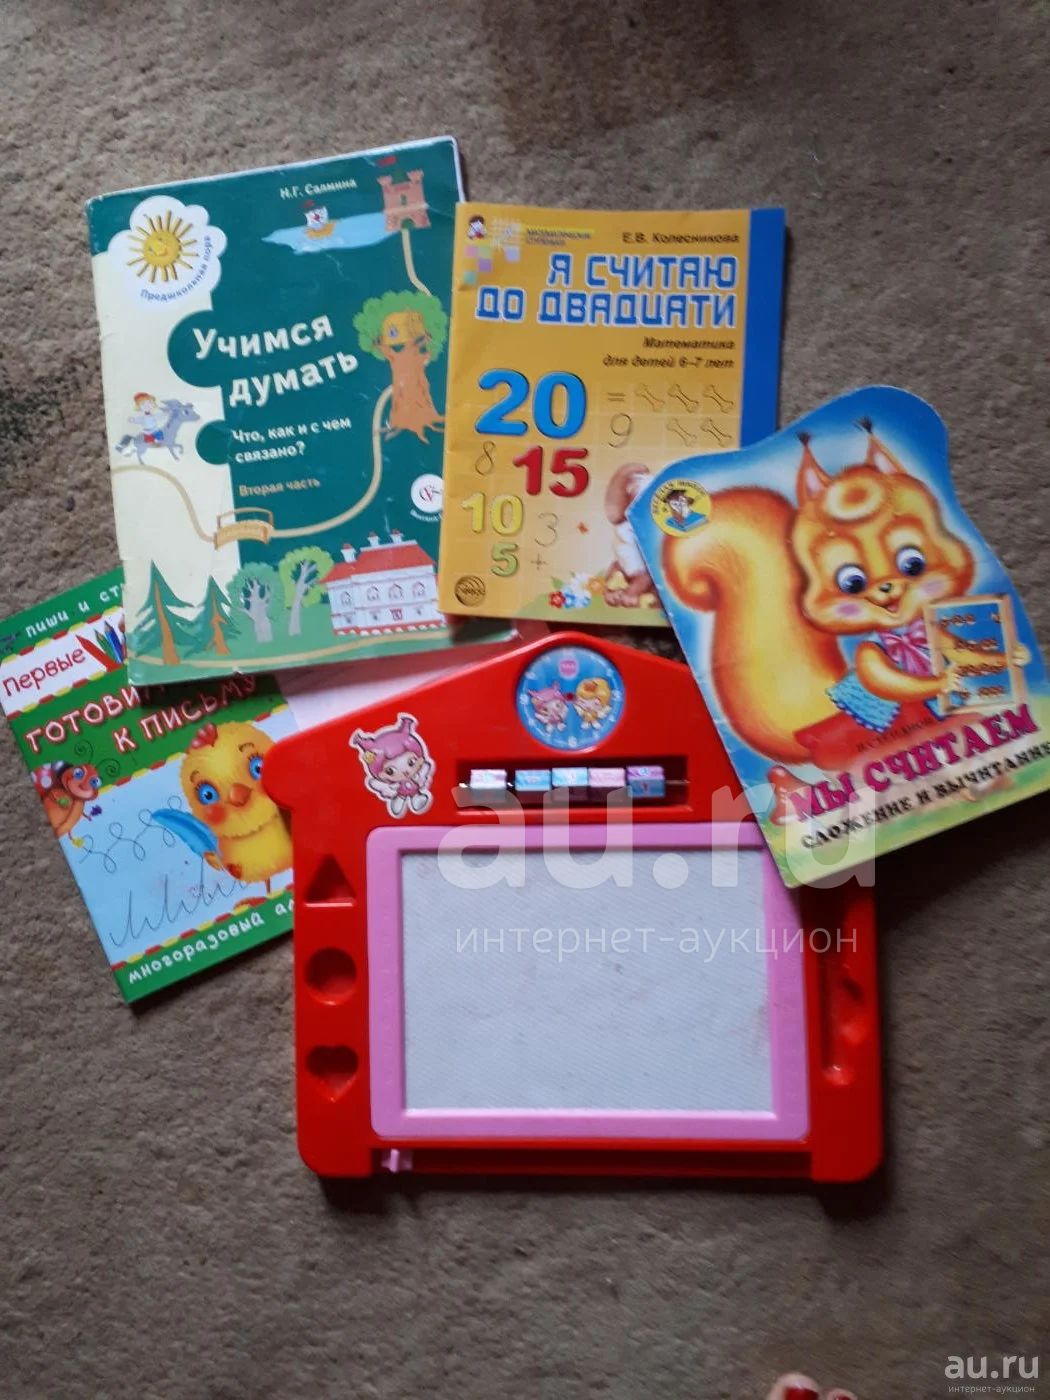 Н.Г. Салмина
Предшкольная пора
Учимся
думать
Что, как и с чем
связано?
Вторая часть
Е.В. Колесникова
Я СЧИТАЮ
ДО ДВАДЦАТИ
Математика
для детей 6–7 лет
20 =
8 15 9
10 3
5 +
МЫ СЧИТАЕМ
СЛОЖЕНИЕ И ВЫЧИТАНИЕ
пиши и
первые
ГОТОВИ
К ПИСЬМУ
многоразовый
au.ru
интернет-аукцион
au.ru
интернет-аукцион